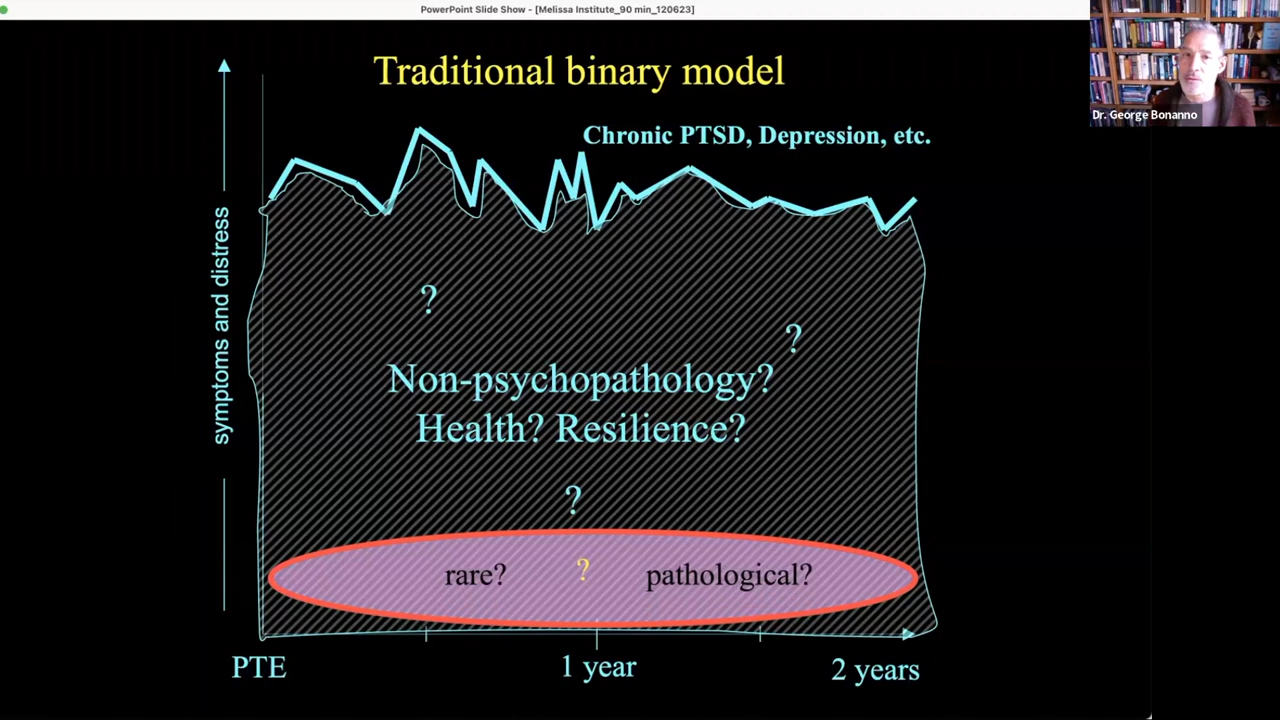 PowerPoint Slide Show - [Melissa Institute_90 min_120623]
Dr. George Bonanno
Traditional binary model
Chronic PTSD, Depression, etc.
symptoms and distress
?
?
Non-psychopathology?
Health? Resilience?
?
rare? ? pathological?
PTE 1 year 2 years